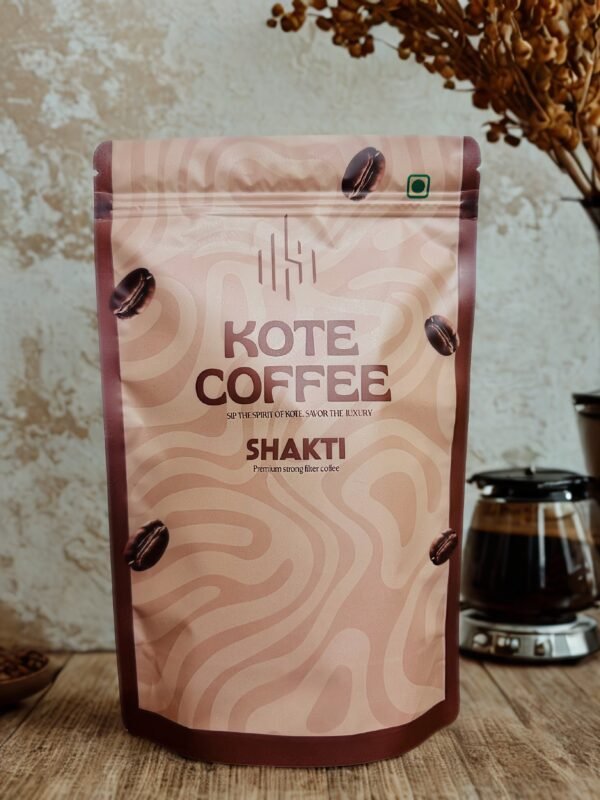 KOTE
COFFEE
SIP THE SPIRIT OF KOTE. SAVOR THE LUXURY
SHAKTI
Premium strong filter coffee